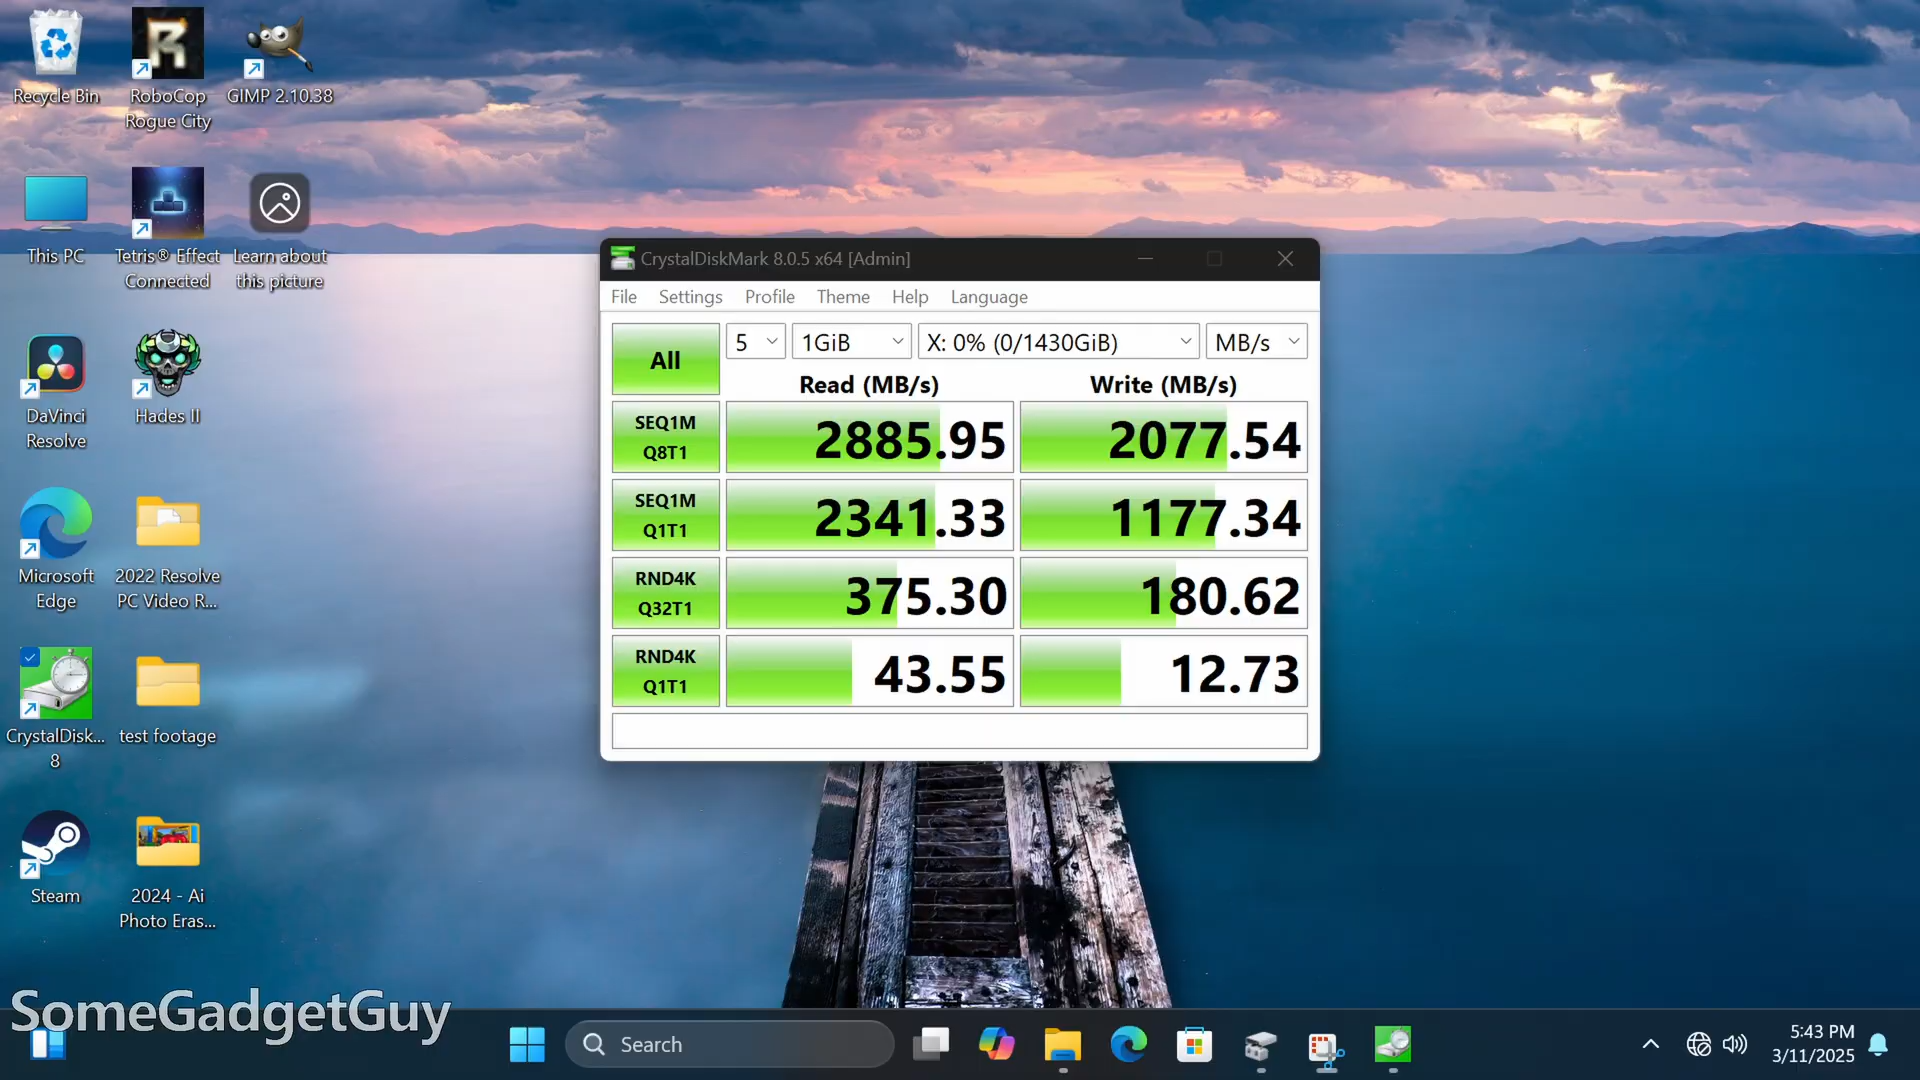 Recycle Bin
RoboCop
Rogue City
GIMP 2.10.38
This PC
Tetris® Effect
Connected
Learn about
this picture
DaVinci
Resolve
Hades II
Microsoft
Edge
2022 Resolve
PC Video R...
CrystalDisk...
8
test footage
Steam
2024 - Ai
Photo Eras...
CrystalDiskMark 8.0.5 x64 [Admin]
File Settings Profile Theme Help Language
All 5 1GiB X: 0% (0/1430GiB) MB/s
Read (MB/s) Write (MB/s)
SEQ1M
Q8T1
2885.95 2077.54
SEQ1M
Q1T1
2341.33 1177.34
RND4K
Q32T1
375.30 180.62
RND4K
Q1T1
43.55 12.73
SomeGadgetGuy
Search
5:43 PM
3/11/2025